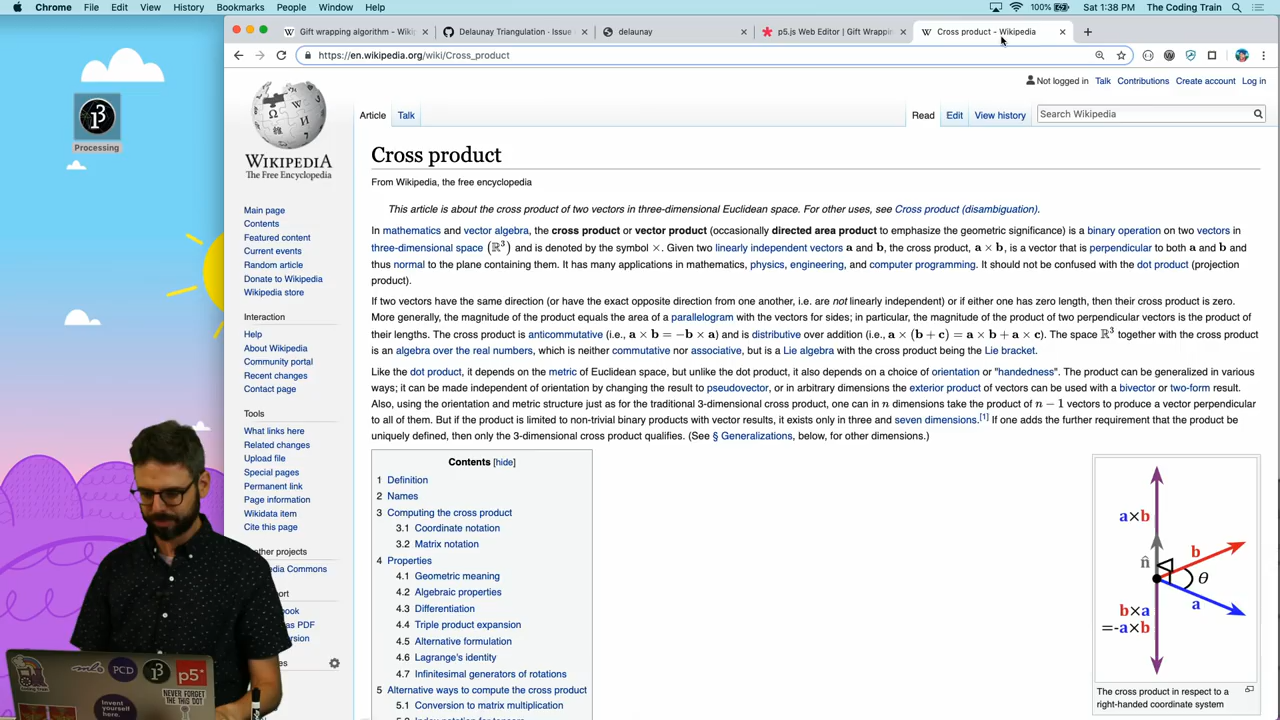 Chrome File Edit View History Bookmarks People Window Help 100% Sat 1:38 PM The Coding Train
Gift wrapping algorithm - Wiki
Delaunay Triangulation · Issue
delaunay
p5.js Web Editor | Gift Wrappin
Cross product - Wikipedia
https://en.wikipedia.org/wiki/Cross_product
Not logged in Talk Contributions Create account Log in
Article Talk Read Edit View history Search Wikipedia
Processing
WIKIPEDIA
The Free Encyclopedia
Main page
Contents
Featured content
Current events
Random article
Donate to Wikipedia
Wikipedia store
Interaction
Help
About Wikipedia
Community portal
Recent changes
Contact page
Tools
What links here
Related changes
Upload file
Special pages
Permanent link
Page information
Wikidata item
Cite this page
other projects
edia Commons
ort
ook
as PDF
ersion
es
Cross product
From Wikipedia, the free encyclopedia
This article is about the cross product of two vectors in three-dimensional Euclidean space. For other uses, see Cross product (disambiguation).
In mathematics and vector algebra, the cross product or vector product (occasionally directed area product to emphasize the geometric significance) is a binary operation on two vectors in
three-dimensional space (ℝ³) and is denoted by the symbol ×. Given two linearly independent vectors a and b, the cross product, a × b, is a vector that is perpendicular to both a and b and
thus normal to the plane containing them. It has many applications in mathematics, physics, engineering, and computer programming. It should not be confused with the dot product (projection
product).
If two vectors have the same direction (or have the exact opposite direction from one another, i.e. are not linearly independent) or if either one has zero length, then their cross product is zero.
More generally, the magnitude of the product equals the area of a parallelogram with the vectors for sides; in particular, the magnitude of the product of two perpendicular vectors is the product of
their lengths. The cross product is anticommutative (i.e., a × b = −b × a) and is distributive over addition (i.e., a × (b + c) = a × b + a × c). The space ℝ³ together with the cross product
is an algebra over the real numbers, which is neither commutative nor associative, but is a Lie algebra with the cross product being the Lie bracket.
Like the dot product, it depends on the metric of Euclidean space, but unlike the dot product, it also depends on a choice of orientation or "handedness". The product can be generalized in various
ways; it can be made independent of orientation by changing the result to pseudovector, or in arbitrary dimensions the exterior product of vectors can be used with a bivector or two-form result.
Also, using the orientation and metric structure just as for the traditional 3-dimensional cross product, one can in n dimensions take the product of n − 1 vectors to produce a vector perpendicular
to all of them. But if the product is limited to non-trivial binary products with vector results, it exists only in three and seven dimensions.[1] If one adds the further requirement that the product be
uniquely defined, then only the 3-dimensional cross product qualifies. (See § Generalizations, below, for other dimensions.)
Contents [hide]
1 Definition
2 Names
3 Computing the cross product
3.1 Coordinate notation
3.2 Matrix notation
4 Properties
4.1 Geometric meaning
4.2 Algebraic properties
4.3 Differentiation
4.4 Triple product expansion
4.5 Alternative formulation
4.6 Lagrange's identity
4.7 Infinitesimal generators of rotations
5 Alternative ways to compute the cross product
5.1 Conversion to matrix multiplication
a×b
b
n̂
θ
a
b×a
=-a×b
The cross product in respect to a
right-handed coordinate system
PCD
p5*
NEVER FORGET
THE THIS DOT
Invent
yourself
here.